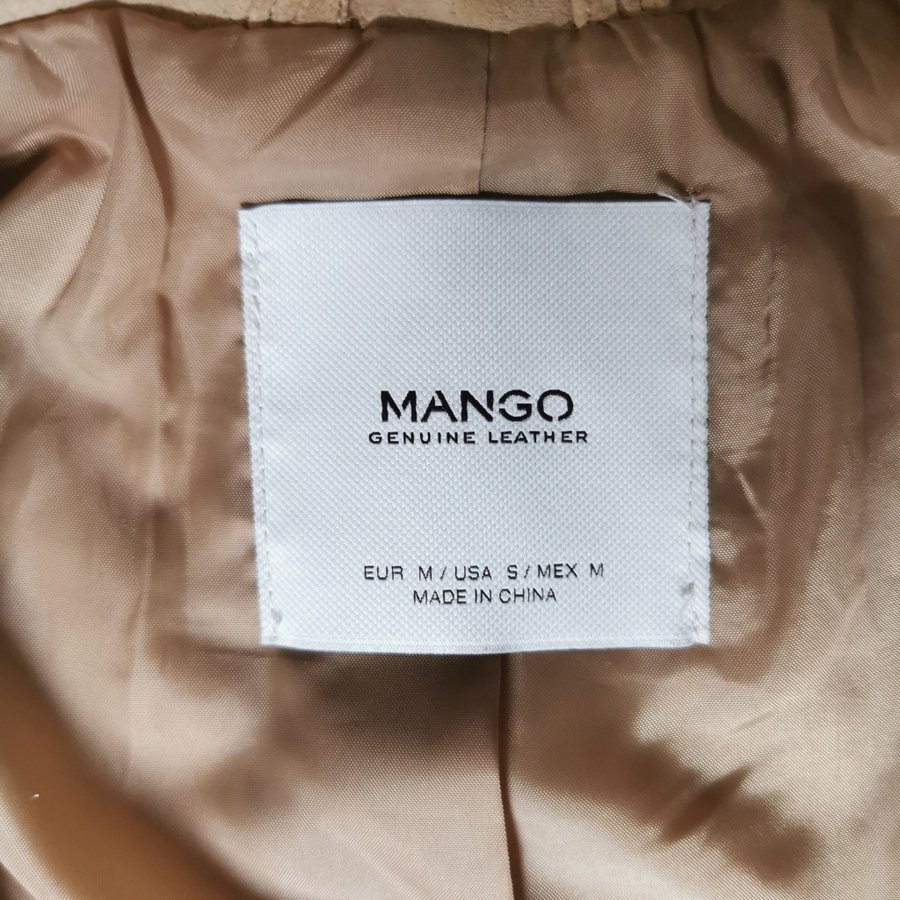 MANGO
GENUINE LEATHER
EUR M / USA S / MEX M
MADE IN CHINA